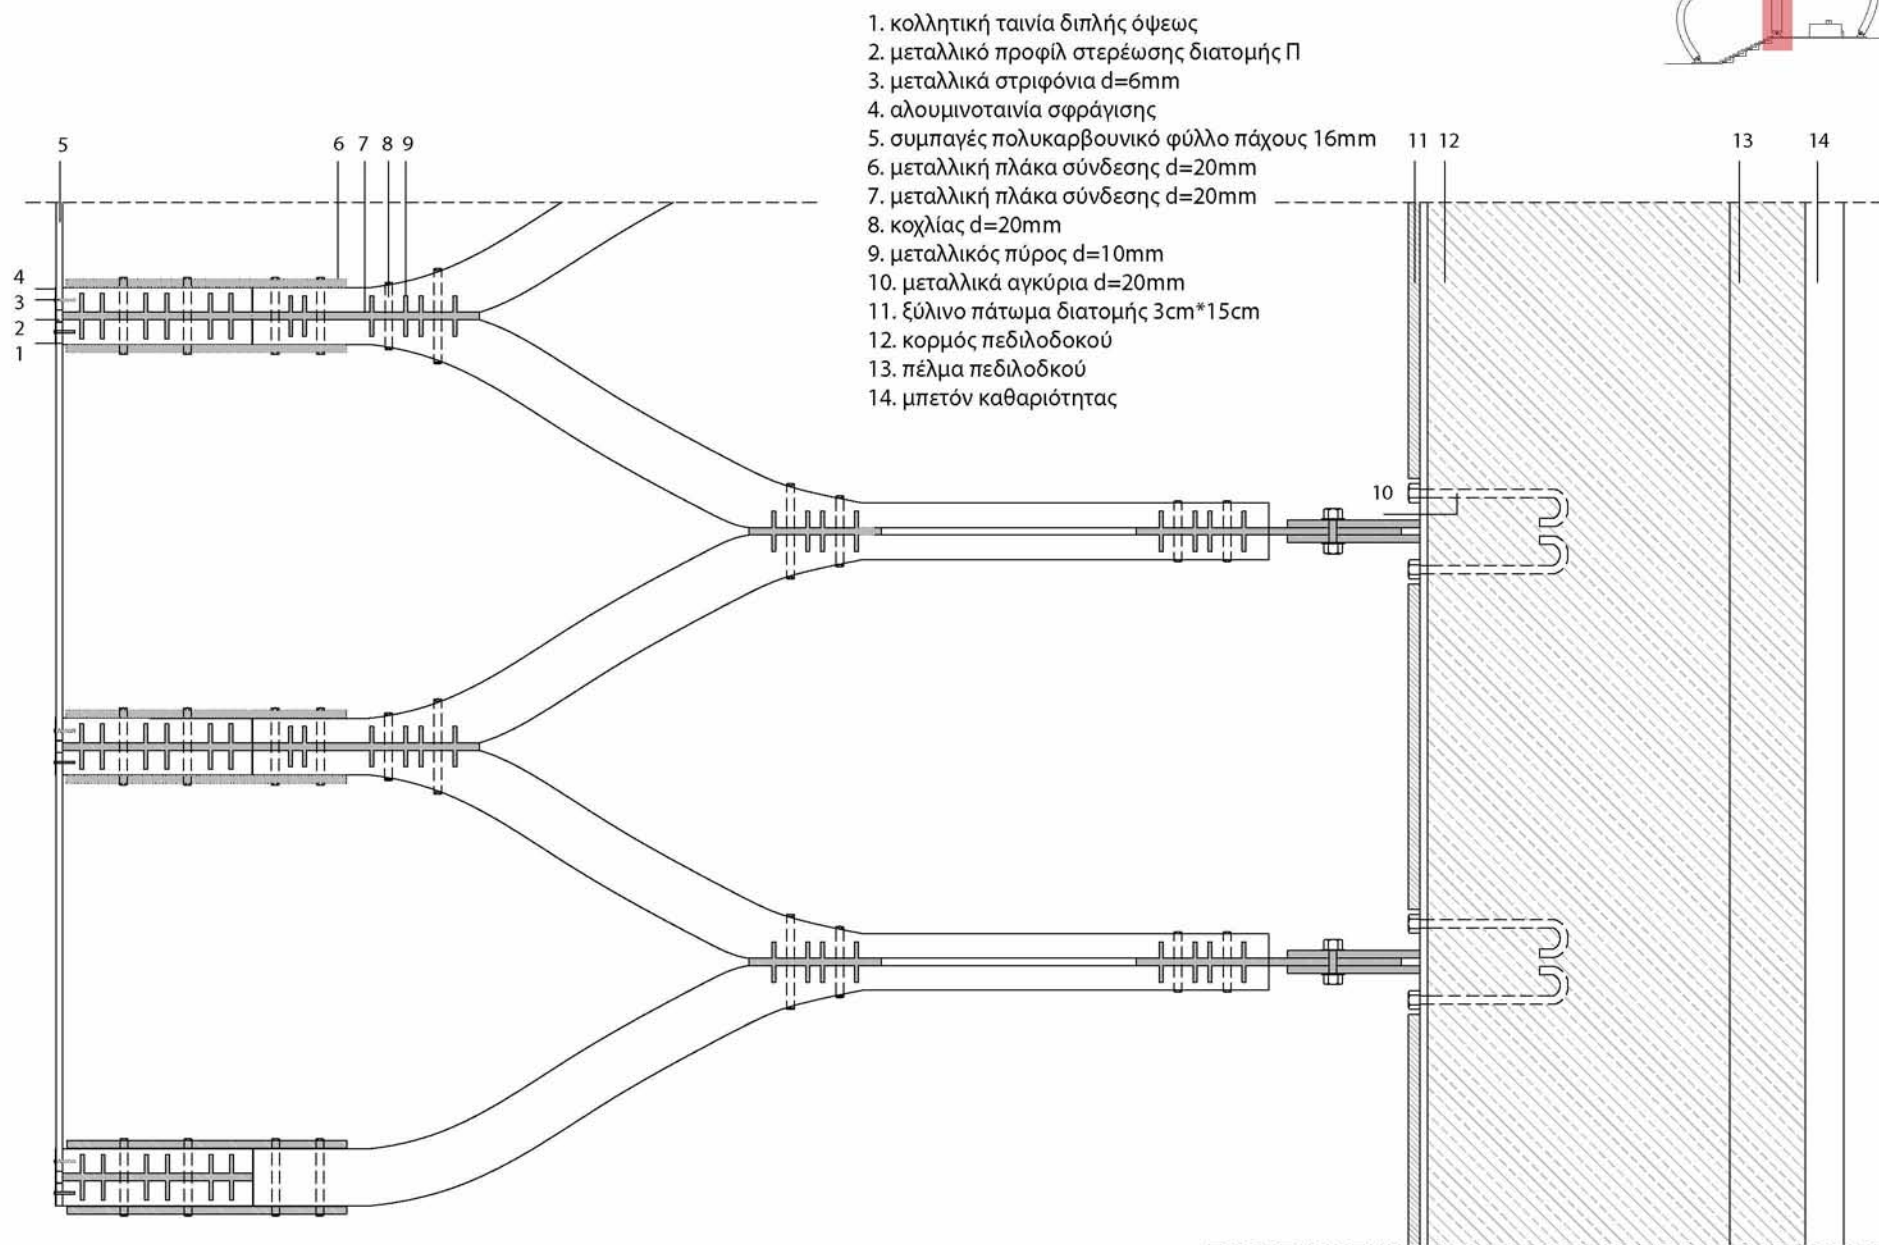 1. κολλητική ταινία διπλής όψεως
2. μεταλλικό προφίλ στερέωσης διατομής Π
3. μεταλλικά στριφόνια d=6mm
4. αλουμινοταινία σφράγισης
5. συμπαγές πολυκαρβουνικό φύλλο πάχους 16mm
6. μεταλλική πλάκα σύνδεσης d=20mm
7. μεταλλική πλάκα σύνδεσης d=20mm
8. κοχλίας d=20mm
9. μεταλλικός πύρος d=10mm
10. μεταλλικά αγκύρια d=20mm
11. ξύλινο πάτωμα διατομής 3cm*15cm
12. κορμός πεδιλοδοκού
13. πέλμα πεδιλοδκού
14. μπετόν καθαριότητας
5 6 7 8 9 11 12 13 14
4
3
2
1
10